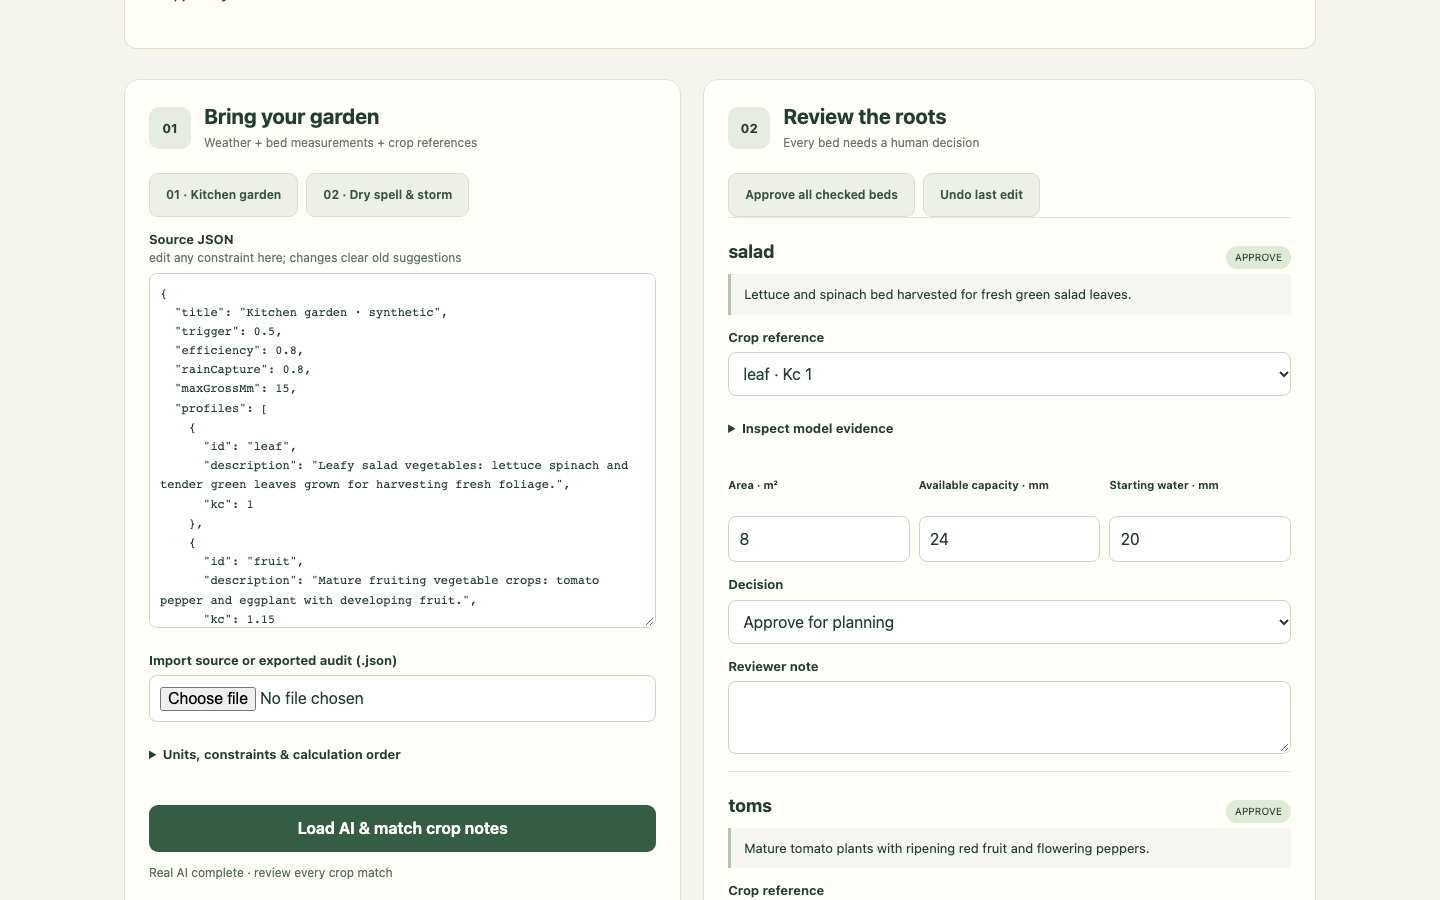 01
Bring your garden
Weather + bed measurements + crop references
01 · Kitchen garden
02 · Dry spell & storm
Source JSON
edit any constraint here; changes clear old suggestions
{
"title": "Kitchen garden · synthetic",
"trigger": 0.5,
"efficiency": 0.8,
"rainCapture": 0.8,
"maxGrossMm": 15,
"profiles": [
{
"id": "leaf",
"description": "Leafy salad vegetables: lettuce spinach and
tender green leaves grown for harvesting fresh foliage.",
"kc": 1
},
{
"id": "fruit",
"description": "Mature fruiting vegetable crops: tomato
pepper and eggplant with developing fruit.",
"kc": 1.15
Import source or exported audit (.json)
Choose file No file chosen
Units, constraints & calculation order
Load AI & match crop notes
Real AI complete · review every crop match
02
Review the roots
Every bed needs a human decision
Approve all checked beds
Undo last edit
salad
APPROVE
Lettuce and spinach bed harvested for fresh green salad leaves.
Crop reference
leaf · Kc 1
Inspect model evidence
Area · m²
Available capacity · mm
Starting water · mm
8
24
20
Decision
Approve for planning
Reviewer note
toms
APPROVE
Mature tomato plants with ripening red fruit and flowering peppers.
Crop reference